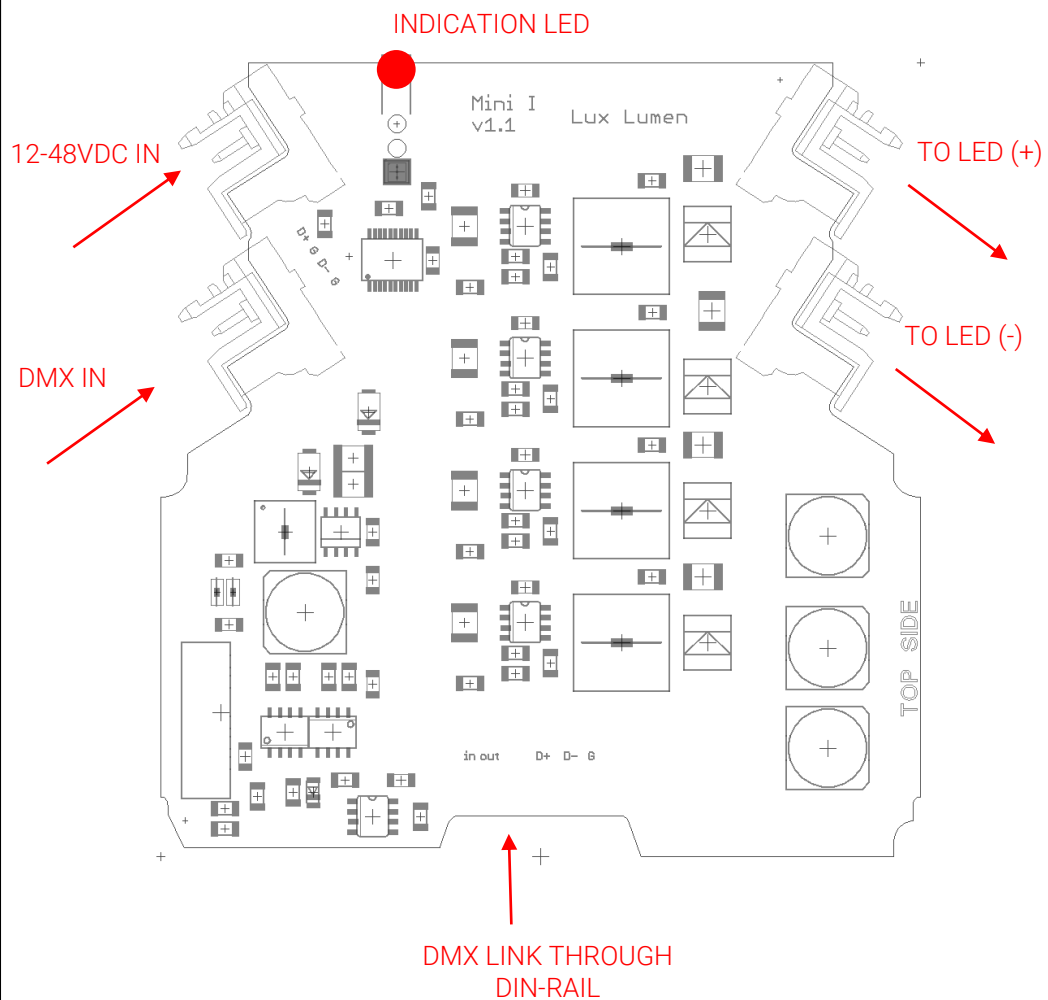 INDICATION LED
Mini I
v1.1
Lux Lumen
12-48VDC IN
TO LED (+)
D+ G D- G
DMX IN
TO LED (-)
TOP SIDE
in out D+ D- G
DMX LINK THROUGH
DIN-RAIL